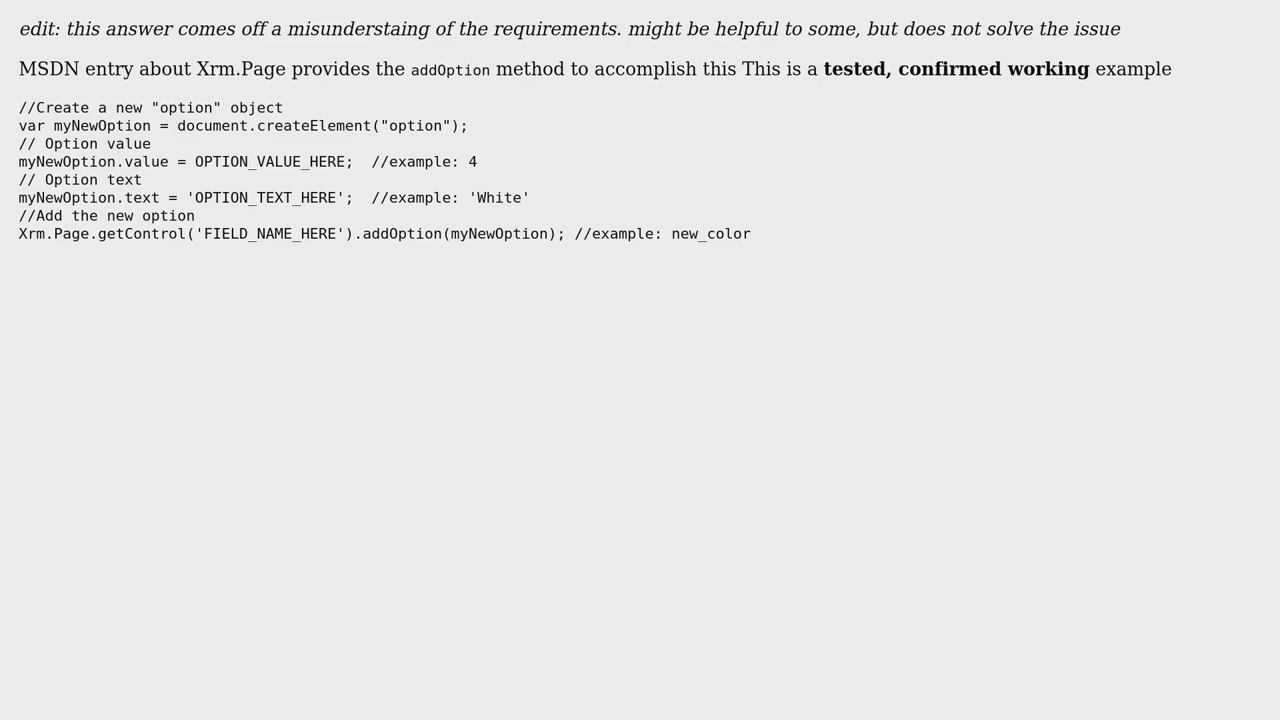 edit: this answer comes off a misunderstaing of the requirements. might be helpful to some, but does not solve the issue
MSDN entry about Xrm.Page provides the addOption method to accomplish this This is a tested, confirmed working example
//Create a new "option" object
var myNewOption = document.createElement("option");
// Option value
myNewOption.value = OPTION_VALUE_HERE;  //example: 4
// Option text
myNewOption.text = 'OPTION_TEXT_HERE';  //example: 'White'
//Add the new option
Xrm.Page.getControl('FIELD_NAME_HERE').addOption(myNewOption); //example: new_color